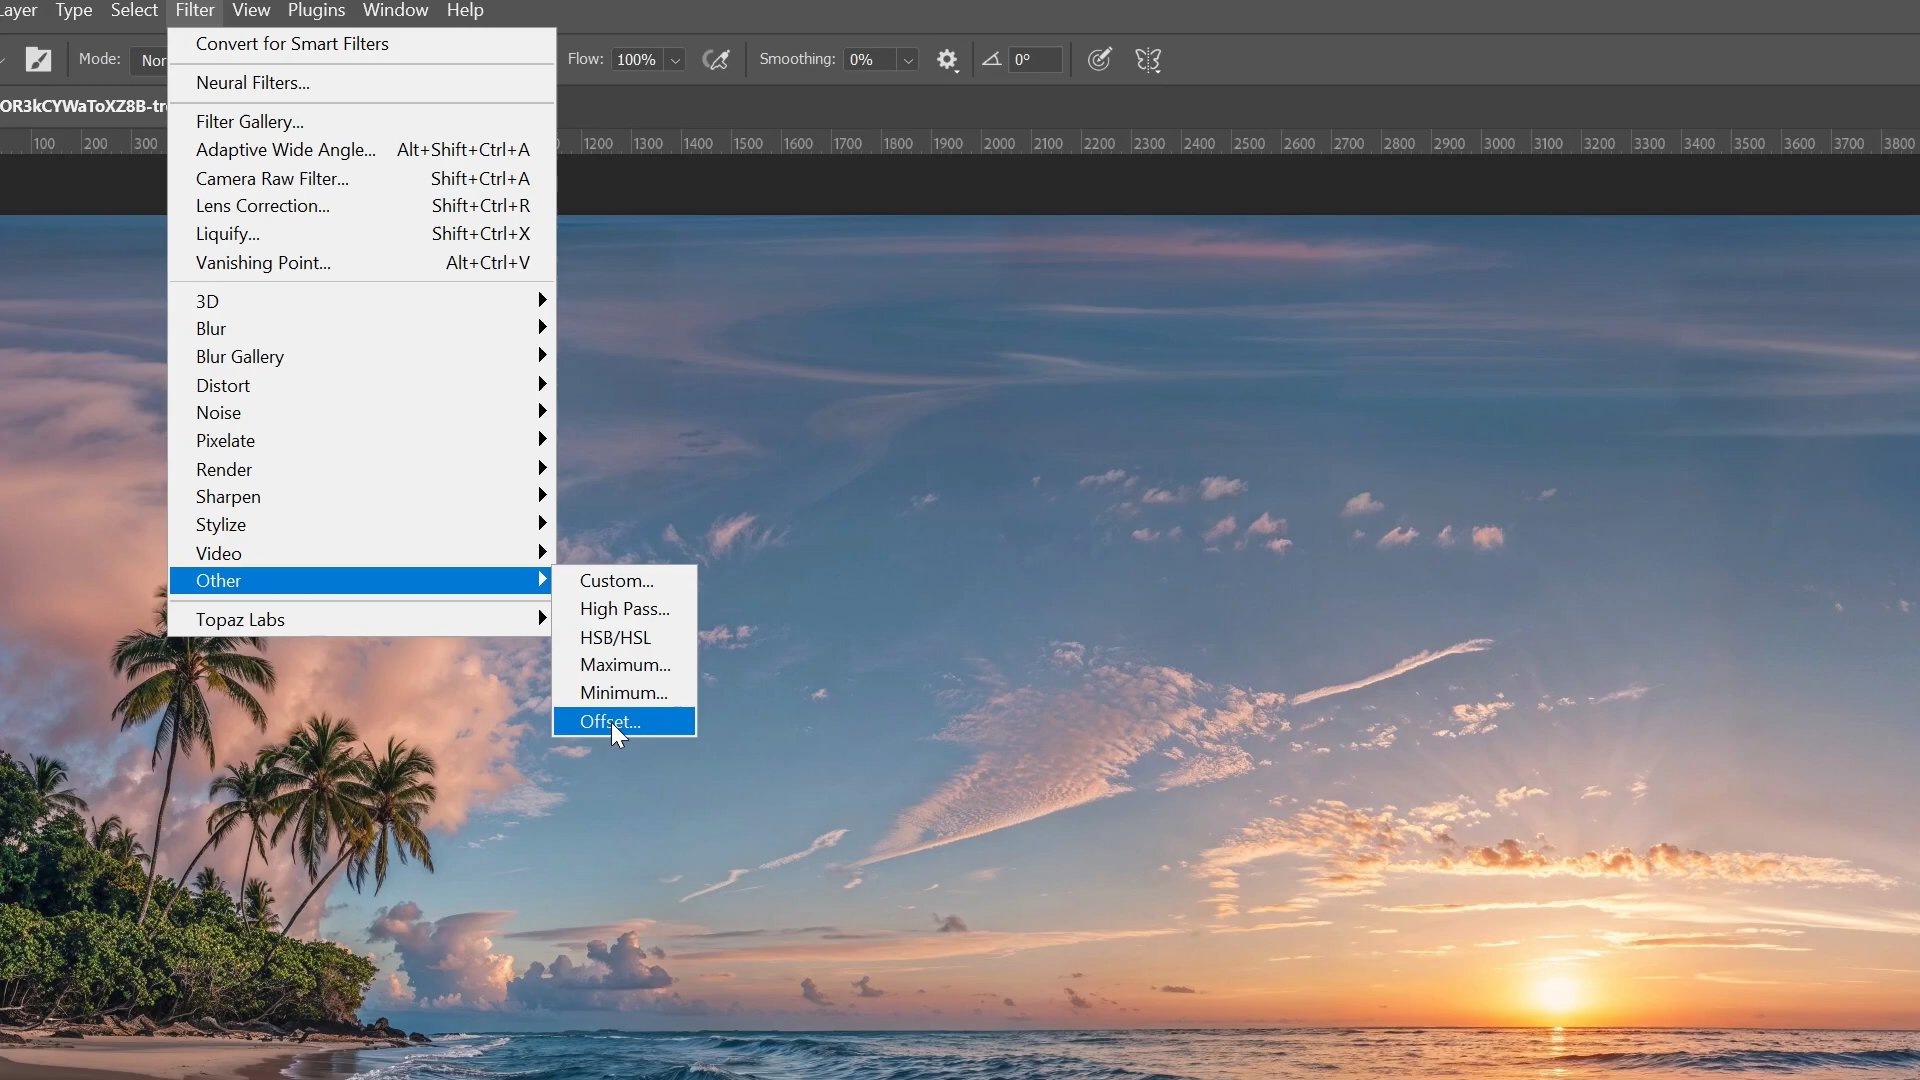 ayer Type Select Filter View Plugins Window Help
Mode: Nor Flow: 100% Smoothing: 0% 0°
OR3kCYWaToXZ8B-tr
100 200 300 1200 1300 1400 1500 1600 1700 1800 1900 2000 2100 2200 2300 2400 2500 2600 2700 2800 2900 3000 3100 3200 3300 3400 3500 3600 3700 3800
Convert for Smart Filters
Neural Filters...
Filter Gallery...
Adaptive Wide Angle... Alt+Shift+Ctrl+A
Camera Raw Filter... Shift+Ctrl+A
Lens Correction... Shift+Ctrl+R
Liquify... Shift+Ctrl+X
Vanishing Point... Alt+Ctrl+V
3D
Blur
Blur Gallery
Distort
Noise
Pixelate
Render
Sharpen
Stylize
Video
Other
Topaz Labs
Custom...
High Pass...
HSB/HSL
Maximum...
Minimum...
Offset...